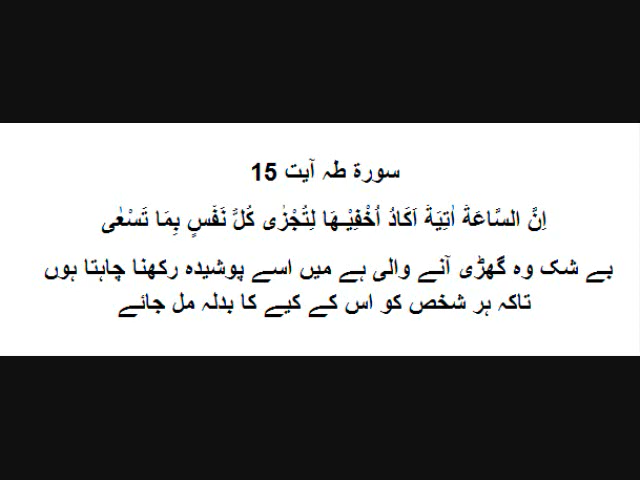 سورة طہ آیت 15
اِنَّ السَّاعَةَ اٰتِيَةٌ اَكَادُ اُخْفِيْـهَا لِتُجْزٰى كُلُّ نَفْسٍ بِمَا تَسْعٰى
بے شک وہ گھڑی آنے والی ہے میں اسے پوشیدہ رکھنا چاہتا ہوں
تاکہ ہر شخص کو اس کے کیے کا بدلہ مل جائے